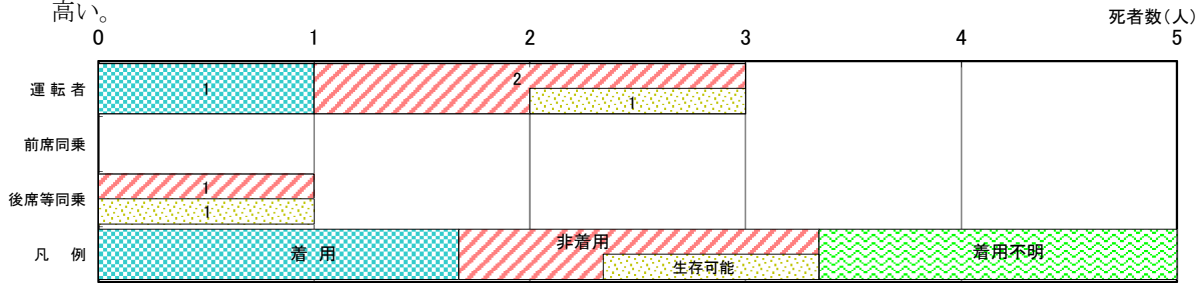 高い。
死者数(人)
0 1 2 3 4 5
運転者 1 2
1
前席同乗
後席等同乗 1
1
凡 例 着 用 非着用 着用不明
生存可能